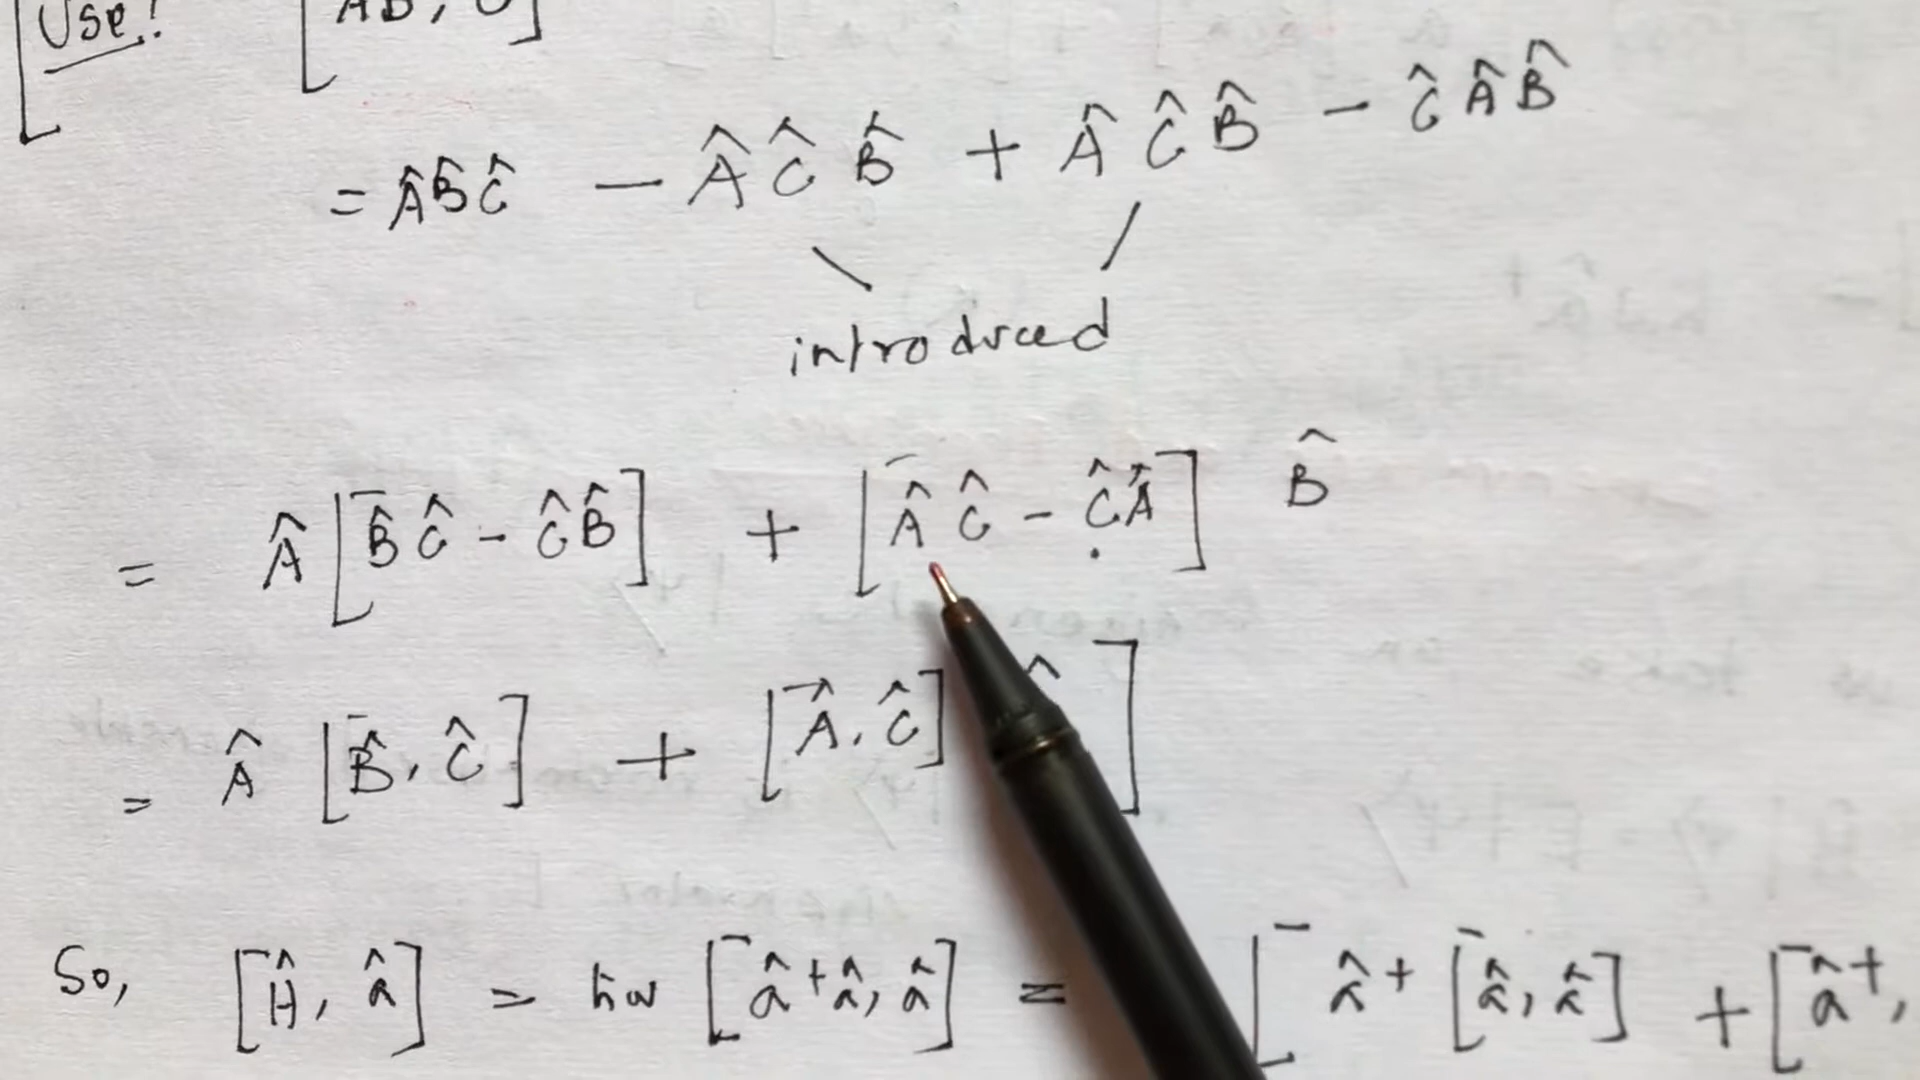 Use! [AB, C]
= ÂB̂Ĉ − ÂĈB̂ + ÂĈB̂ − ĈÂB̂
introduced
= Â[B̂Ĉ − ĈB̂] + [ÂĈ − ĈÂ] B̂
= Â [B̂, Ĉ] + [Â, Ĉ] ]
So, [Ĥ, â] = ħω [â⁺â, â] = [ â⁺ [â, â] + [ â⁺,